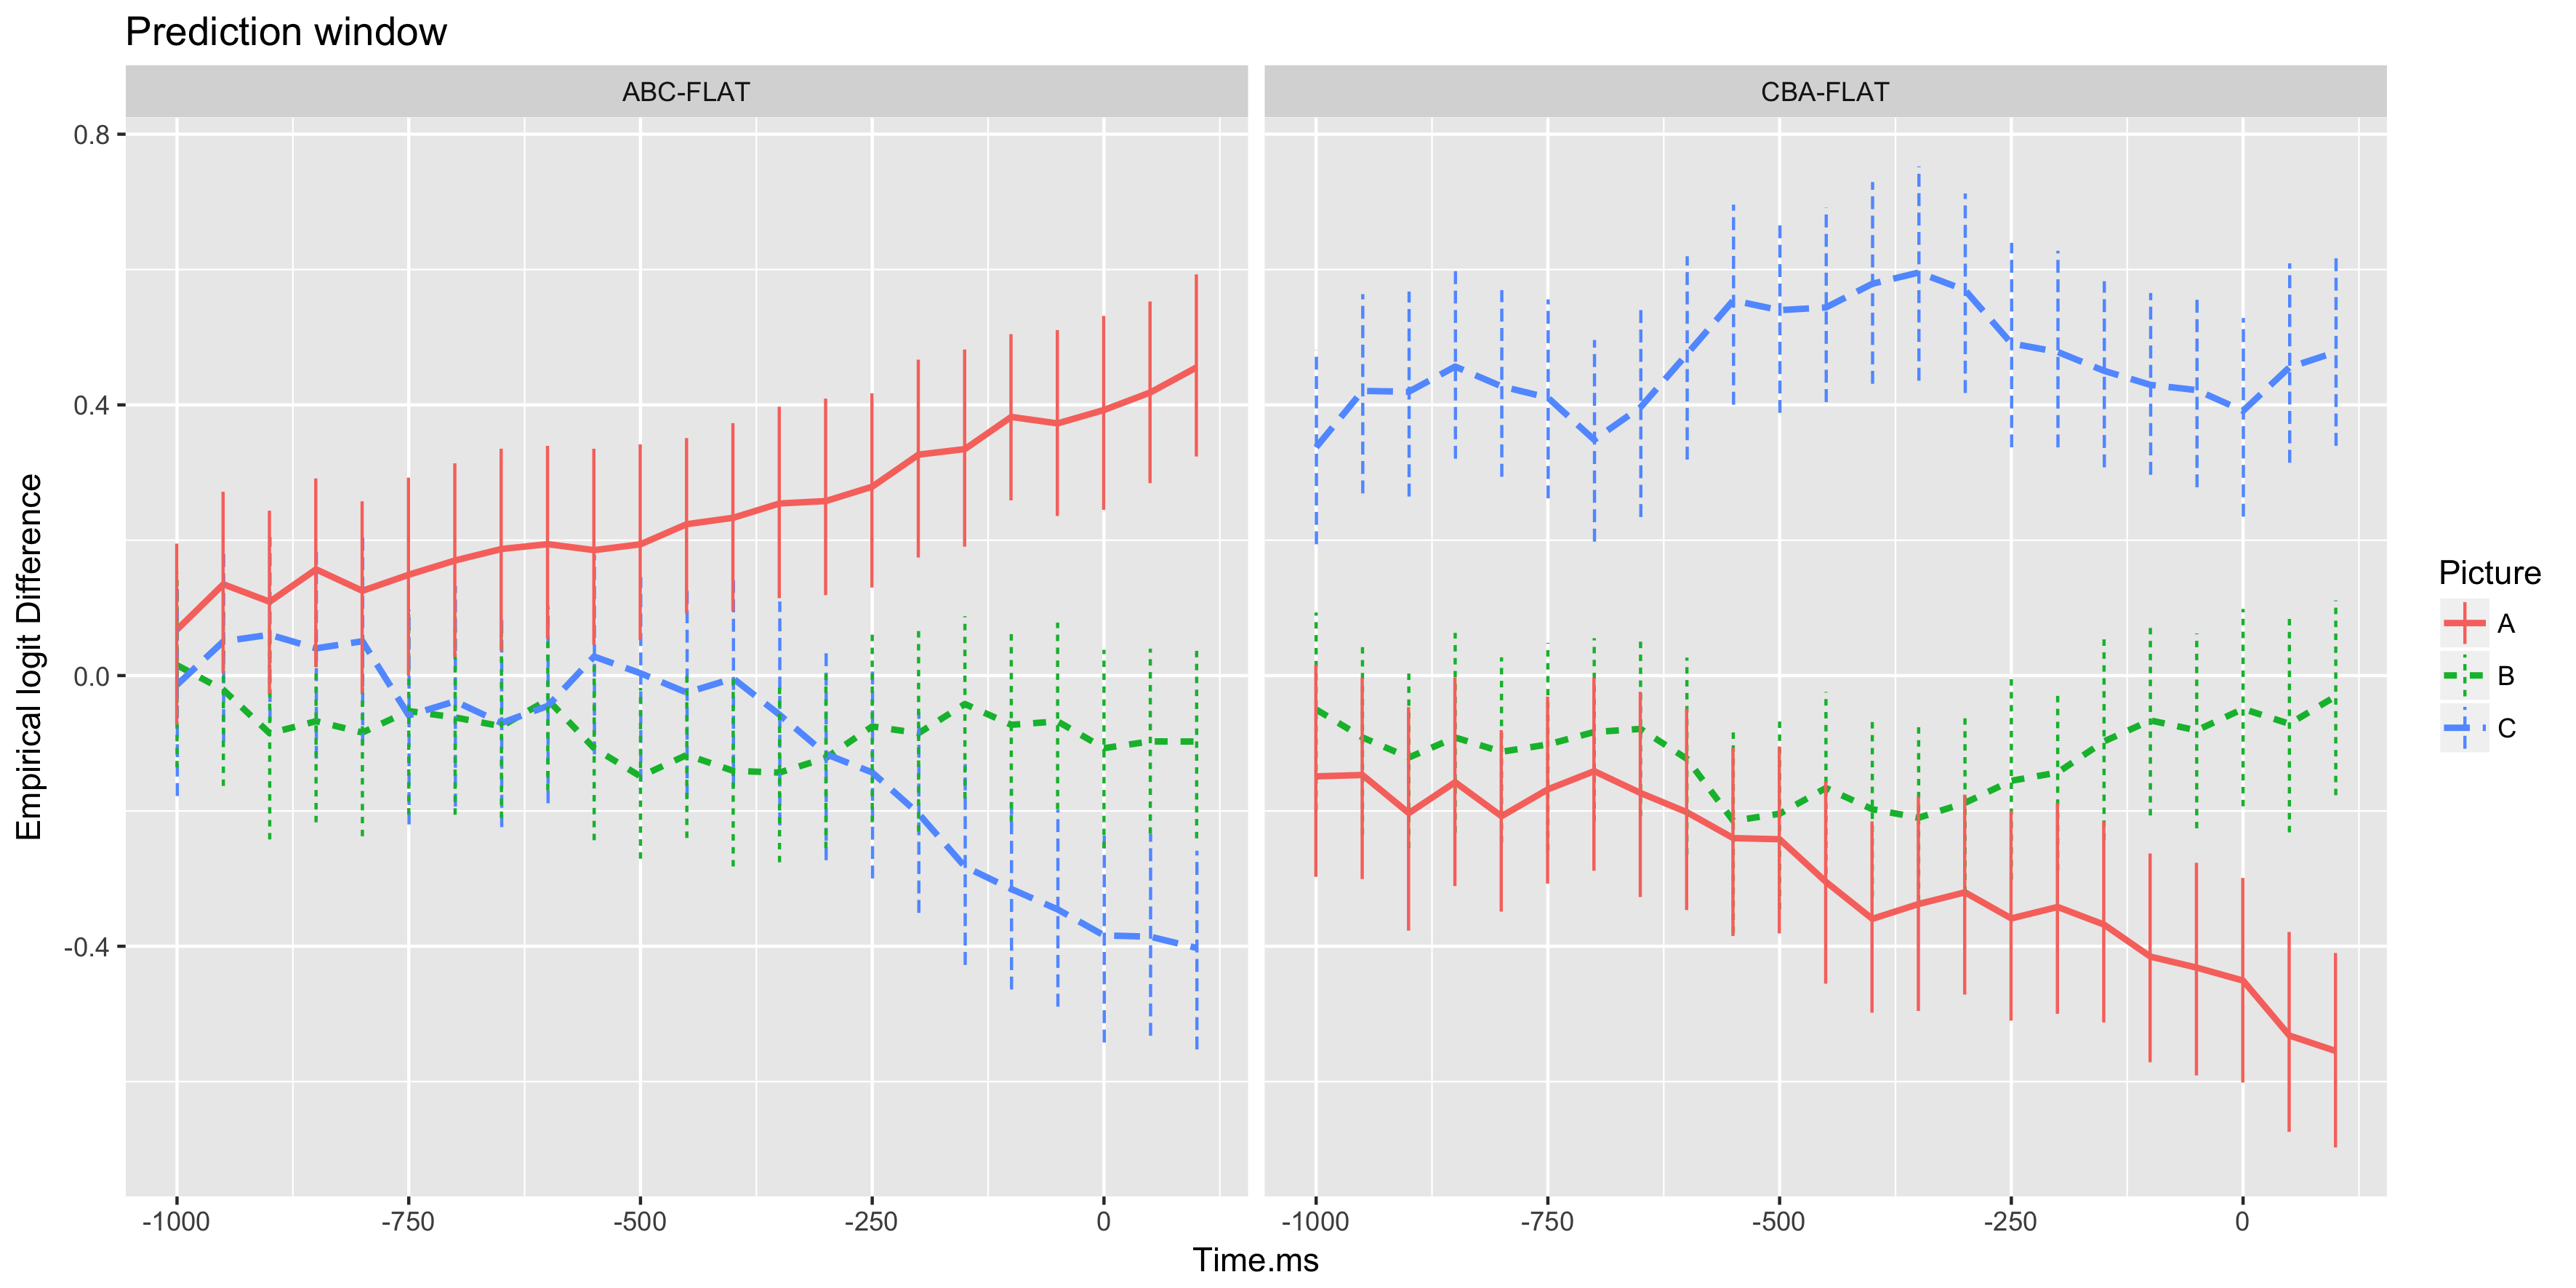 Prediction window
ABC-FLAT
CBA-FLAT
0.8
0.4
0.0
-0.4
Empirical logit Difference
-1000 -750 -500 -250 0
-1000 -750 -500 -250 0
Time.ms
Picture
A
B
C